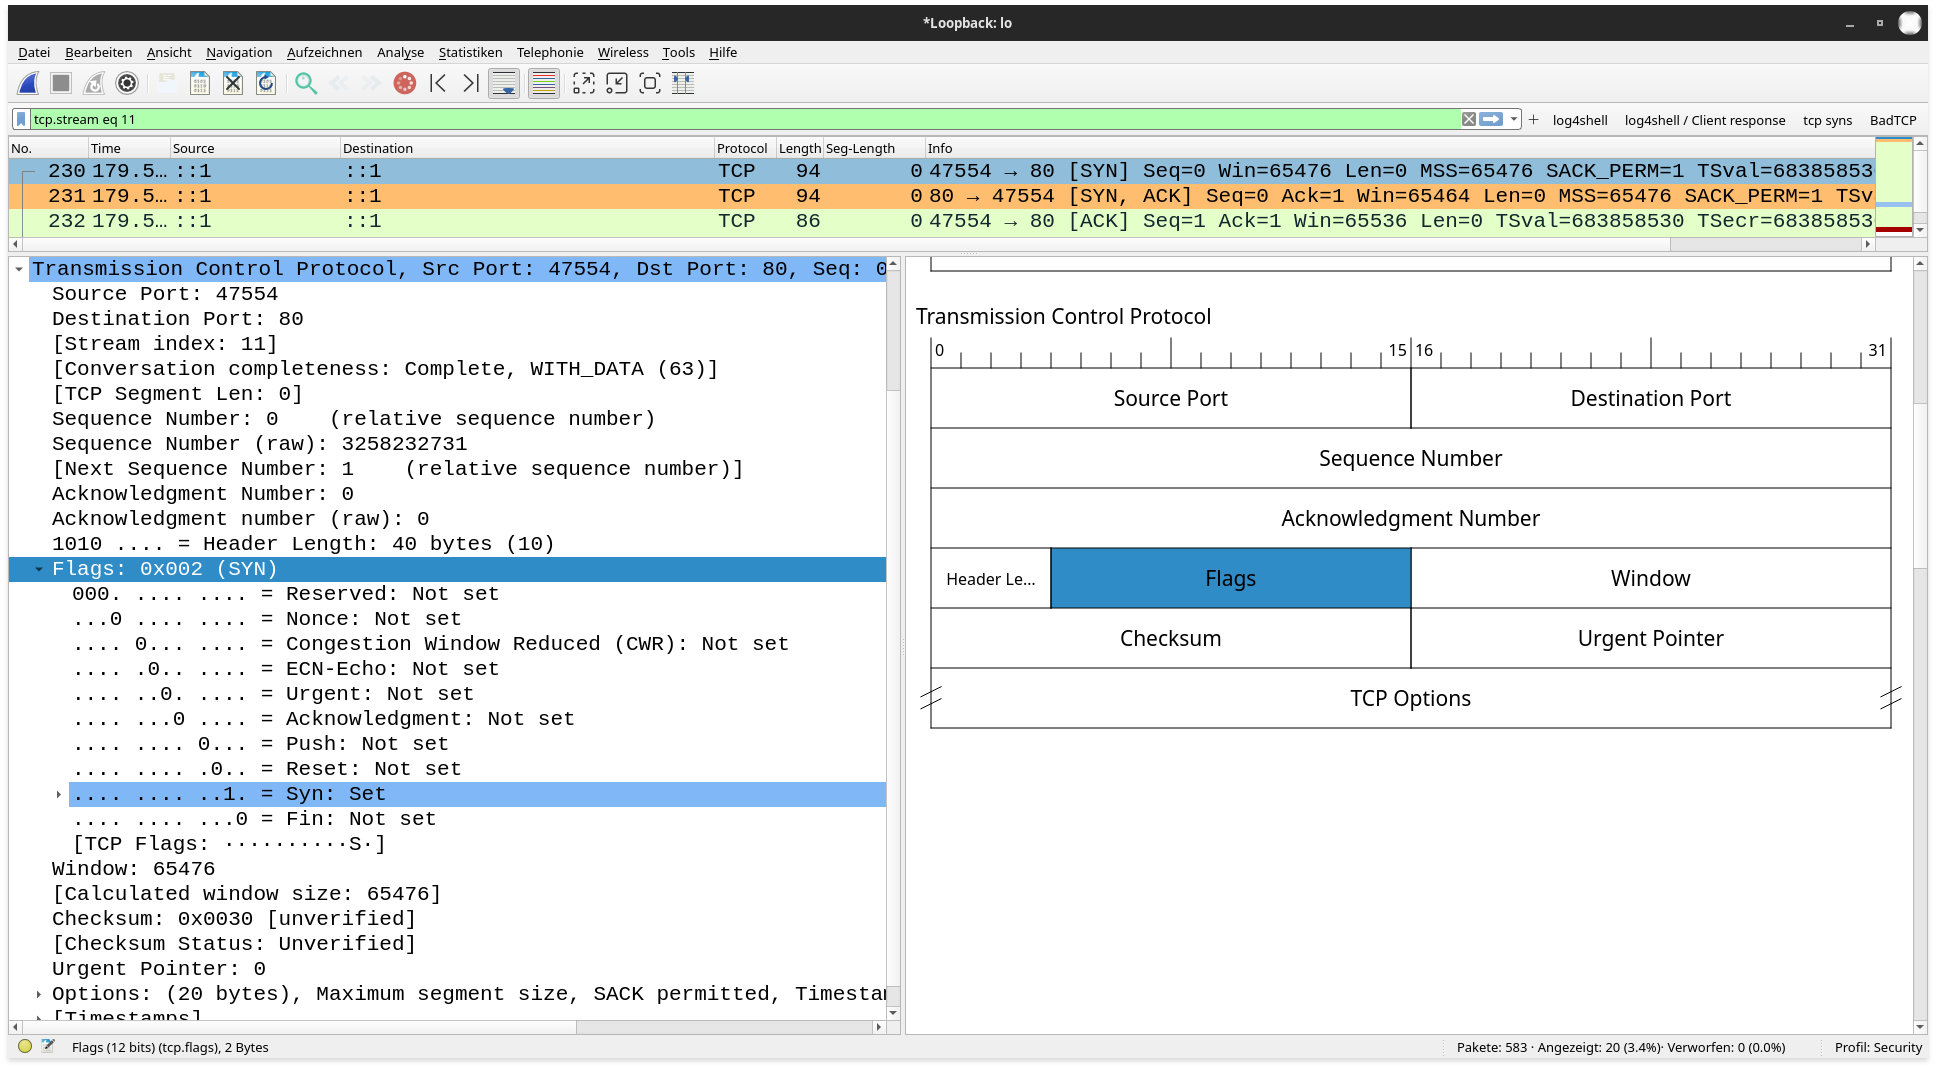 *Loopback: lo
Datei Bearbeiten Ansicht Navigation Aufzeichnen Analyse Statistiken Telephonie Wireless Tools Hilfe
tcp.stream eq 11
+ log4shell log4shell / Client response tcp syns BadTCP
No. Time Source Destination Protocol Length Seg-Length Info
230 179.5… ::1 ::1 TCP 94 0 47554 → 80 [SYN] Seq=0 Win=65476 Len=0 MSS=65476 SACK_PERM=1 TSval=68385853
231 179.5… ::1 ::1 TCP 94 0 80 → 47554 [SYN, ACK] Seq=0 Ack=1 Win=65464 Len=0 MSS=65476 SACK_PERM=1 TSv
232 179.5… ::1 ::1 TCP 86 0 47554 → 80 [ACK] Seq=1 Ack=1 Win=65536 Len=0 TSval=683858530 TSecr=683858530
Transmission Control Protocol, Src Port: 47554, Dst Port: 80, Seq: 0
Source Port: 47554
Destination Port: 80
[Stream index: 11]
[Conversation completeness: Complete, WITH_DATA (63)]
[TCP Segment Len: 0]
Sequence Number: 0    (relative sequence number)
Sequence Number (raw): 3258232731
[Next Sequence Number: 1    (relative sequence number)]
Acknowledgment Number: 0
Acknowledgment number (raw): 0
1010 .... = Header Length: 40 bytes (10)
Flags: 0x002 (SYN)
000. .... .... = Reserved: Not set
...0 .... .... = Nonce: Not set
.... 0... .... = Congestion Window Reduced (CWR): Not set
.... .0.. .... = ECN-Echo: Not set
.... ..0. .... = Urgent: Not set
.... ...0 .... = Acknowledgment: Not set
.... .... 0... = Push: Not set
.... .... .0.. = Reset: Not set
.... .... ..1. = Syn: Set
.... .... ...0 = Fin: Not set
[TCP Flags: ··········S·]
Window: 65476
[Calculated window size: 65476]
Checksum: 0x0030 [unverified]
[Checksum Status: Unverified]
Urgent Pointer: 0
Options: (20 bytes), Maximum segment size, SACK permitted, Timestam
[Timestamps]
Transmission Control Protocol
0 15 16 31
Source Port Destination Port
Sequence Number
Acknowledgment Number
Header Le… Flags Window
Checksum Urgent Pointer
TCP Options
Flags (12 bits) (tcp.flags), 2 Bytes Pakete: 583 · Angezeigt: 20 (3.4%)· Verworfen: 0 (0.0%) Profil: Security